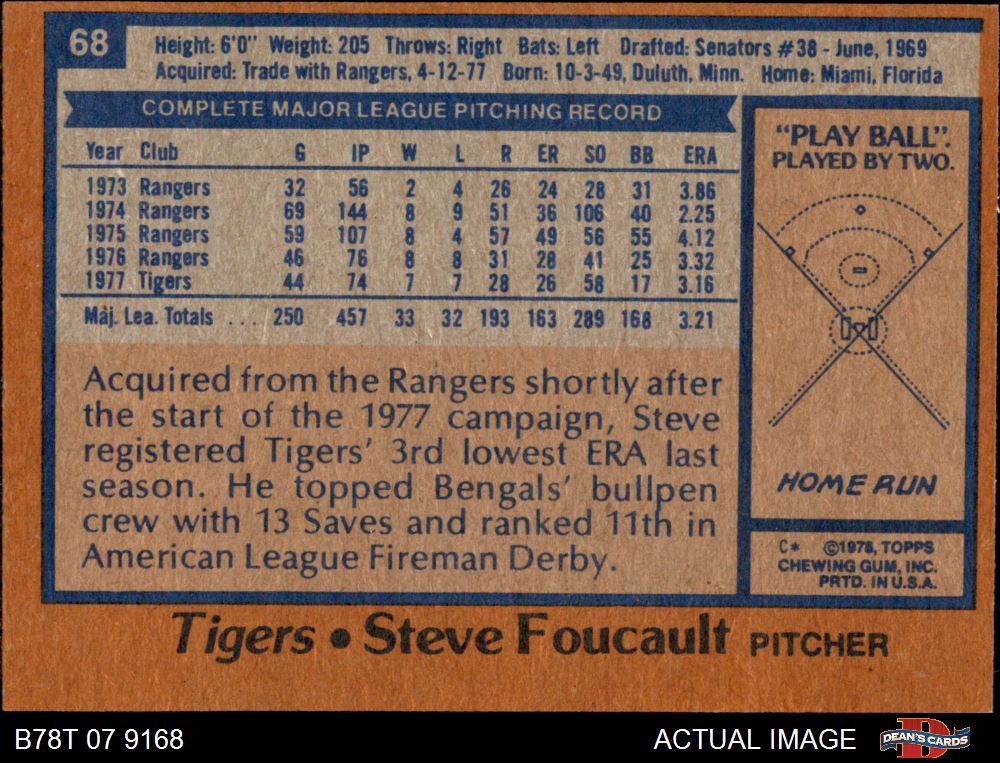 68
Height: 6'0" Weight: 205 Throws: Right Bats: Left Drafted: Senators #38 - June, 1969
Acquired: Trade with Rangers, 4-12-77 Born: 10-3-49, Duluth, Minn. Home: Miami, Florida
COMPLETE MAJOR LEAGUE PITCHING RECORD
Year Club G IP W L R ER SO BB ERA
1973 Rangers 32 56 2 4 26 24 28 31 3.86
1974 Rangers 69 144 8 9 51 36 106 40 2.25
1975 Rangers 59 107 8 4 57 49 56 55 4.12
1976 Rangers 46 76 8 8 31 28 41 25 3.32
1977 Tigers 44 74 7 7 28 26 58 17 3.16
Maj. Lea. Totals ... 250 457 33 32 193 163 289 168 3.21
Acquired from the Rangers shortly after
the start of the 1977 campaign, Steve
registered Tigers' 3rd lowest ERA last
season. He topped Bengals' bullpen
crew with 13 Saves and ranked 11th in
American League Fireman Derby.
"PLAY BALL".
PLAYED BY TWO.
HOME RUN
C* ©1978, TOPPS
CHEWING GUM, INC.
PRTD. IN U.S.A.
Tigers • Steve Foucault PITCHER
B78T 07 9168
ACTUAL IMAGE
D
DEAN'S CARDS